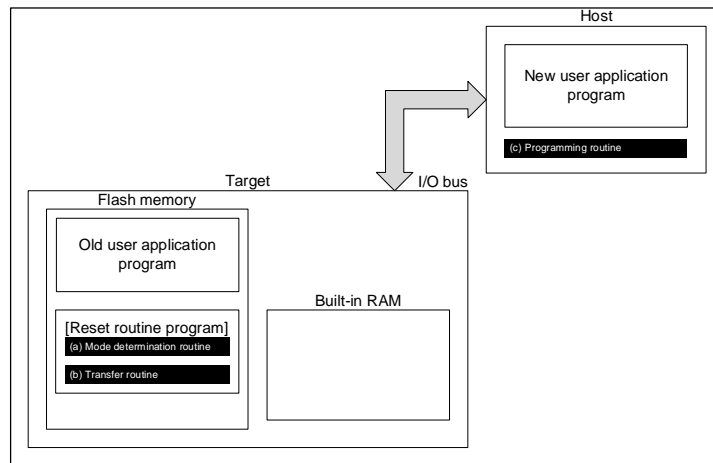 Host
New user application
program
(c) Programming routine
Target
I/O bus
Flash memory
Old user application
program
[Reset routine program]
(a) Mode determination routine
(b) Transfer routine
Built-in RAM